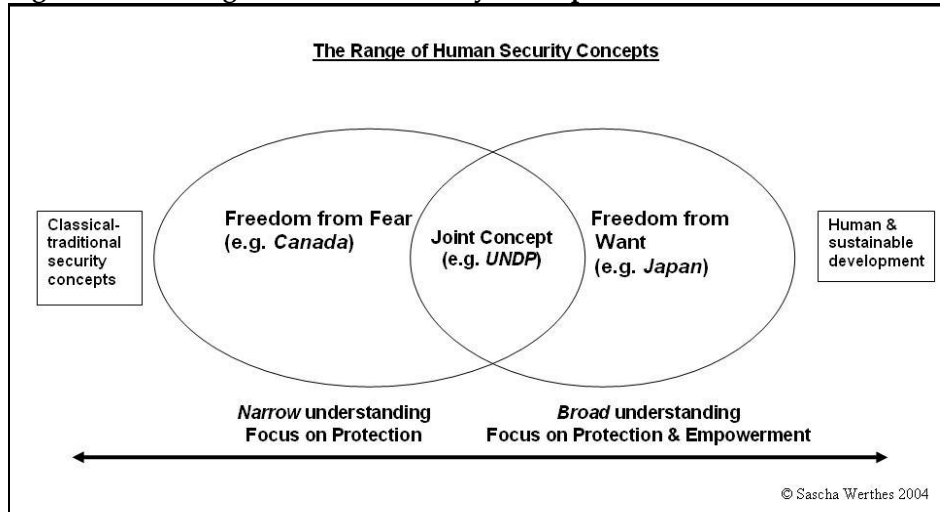 The Range of Human Security Concepts
Classical-
traditional
security
concepts
Freedom from Fear
(e.g. Canada)
Joint Concept
(e.g. UNDP)
Freedom from
Want
(e.g. Japan)
Human &
sustainable
development
Narrow understanding
Focus on Protection
Broad understanding
Focus on Protection & Empowerment
© Sascha Werthes 2004